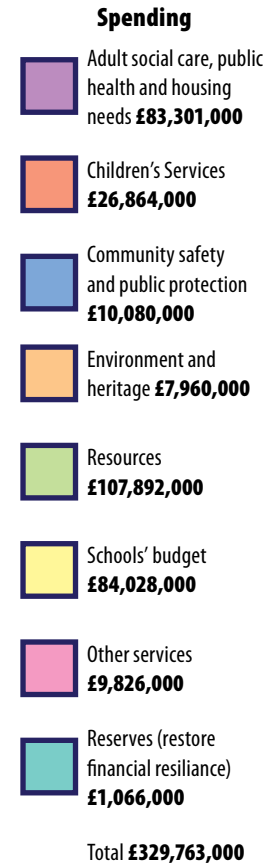 Spending
Adult social care, public
health and housing
needs £83,301,000
Children’s Services
£26,864,000
Community safety
and public protection
£10,080,000
Environment and
heritage £7,960,000
Resources
£107,892,000
Schools’ budget
£84,028,000
Other services
£9,826,000
Reserves (restore
financial resiliance)
£1,066,000
Total £329,763,000